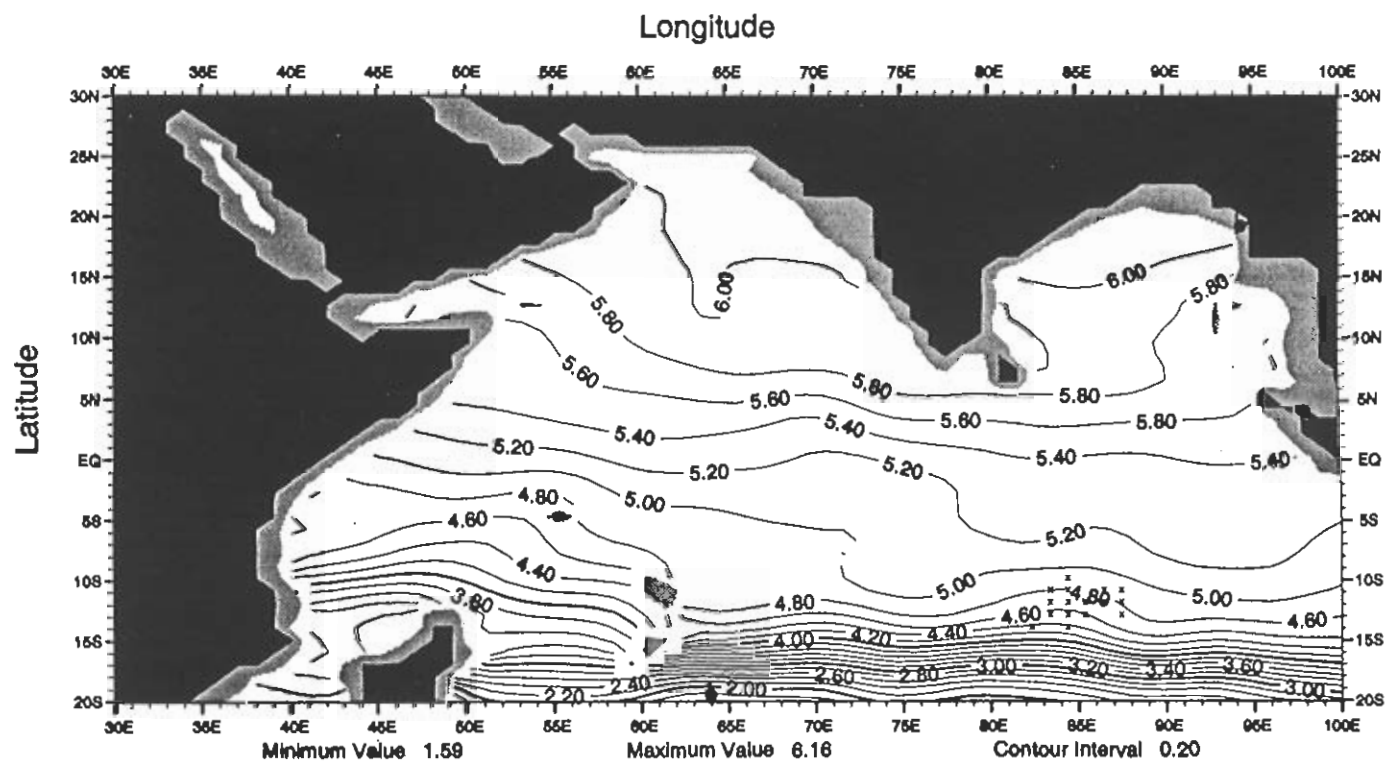 Longitude
30E 35E 40E 45E 50E 55E 60E 65E 70E 75E 80E 85E 90E 95E 100E
30N 30N
25N 25N
20N 20N
6.00 6.00
15N 15N
5.80 5.80
10N 10N
5.60 5.80 5.80
5N 5.60 5.60 5.80 5N
Latitude
5.40 5.40
5.20 5.20 5.20 5.40 5.40
EQ EQ
4.80 5.00
5S 4.60 5.20 5S
4.40
10S 5.00 5.00 10S
3.80 4.80 4.60 4.80 4.60
15S 4.00 4.20 4.40 15S
2.60 2.80 3.00 3.20 3.40 3.60
20S 2.20 2.40 2.00 3.00 20S
30E 35E 40E 45E 50E 55E 60E 65E 70E 75E 80E 85E 90E 95E 100E
Minimum Value 1.59 Maximum Value 6.16 Contour Interval 0.20